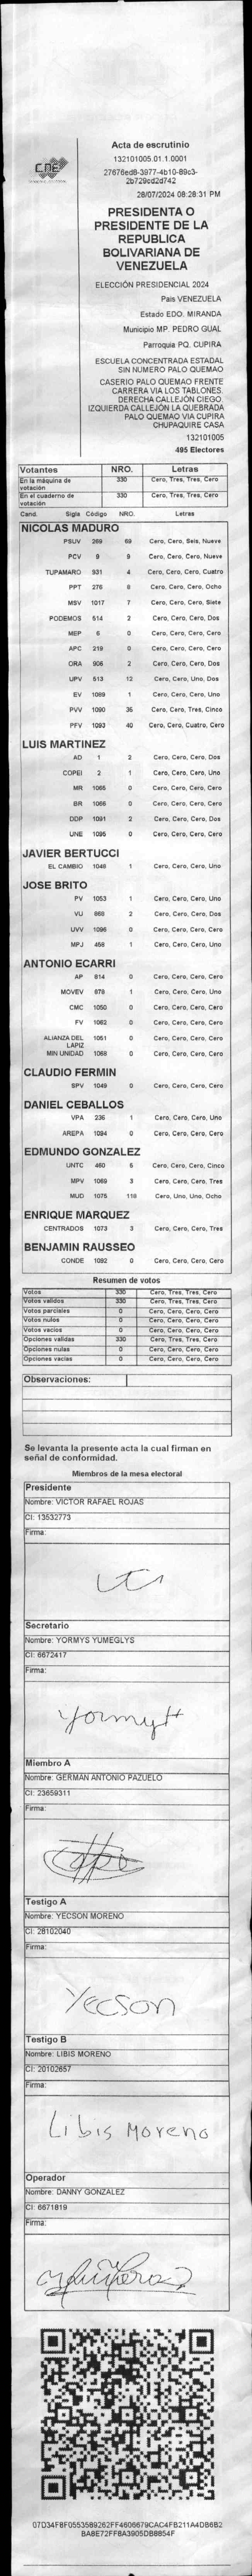 CNE
Acta de escrutinio
132101005.01.1.0001
27676ed8-3977-4b10-89c3-
2b729cd2d742
28/07/2024 08:28:31 PM
PRESIDENTA O
PRESIDENTE DE LA
REPUBLICA
BOLIVARIANA DE
VENEZUELA
ELECCIÓN PRESIDENCIAL 2024
Pais VENEZUELA
Estado EDO. MIRANDA
Municipio MP. PEDRO GUAL
Parroquia PQ. CUPIRA
ESCUELA CONCENTRADA ESTADAL
SIN NUMERO PALO QUEMAO
CASERIO PALO QUEMAO FRENTE
CARRERA VIA LOS TABLONES.
DERECHA CALLEJÓN CIEGO.
IZQUIERDA CALLEJÓN LA QUEBRADA
PALO QUEMAO VIA CUPIRA
CHUPAQUIRE CASA
132101005
495 Electores
Votantes NRO. Letras
En la máquina de votación 330 Cero, Tres, Tres, Cero
En el cuaderno de votación 330 Cero, Tres, Tres, Cero
Cand. Sigla Código NRO. Letras
NICOLAS MADURO
PSUV 269 69 Cero, Cero, Seis, Nueve
PCV 9 9 Cero, Cero, Cero, Nueve
TUPAMARO 931 4 Cero, Cero, Cero, Cuatro
PPT 276 8 Cero, Cero, Cero, Ocho
MSV 1017 7 Cero, Cero, Cero, Siete
PODEMOS 514 2 Cero, Cero, Cero, Dos
MEP 6 0 Cero, Cero, Cero, Cero
APC 219 0 Cero, Cero, Cero, Cero
ORA 906 2 Cero, Cero, Cero, Dos
UPV 513 12 Cero, Cero, Uno, Dos
EV 1089 1 Cero, Cero, Cero, Uno
PVV 1090 35 Cero, Cero, Tres, Cinco
PFV 1093 40 Cero, Cero, Cuatro, Cero
LUIS MARTINEZ
AD 1 2 Cero, Cero, Cero, Dos
COPEI 2 1 Cero, Cero, Cero, Uno
MR 1065 0 Cero, Cero, Cero, Cero
BR 1066 0 Cero, Cero, Cero, Cero
DDP 1091 2 Cero, Cero, Cero, Dos
UNE 1095 0 Cero, Cero, Cero, Cero
JAVIER BERTUCCI
EL CAMBIO 1048 1 Cero, Cero, Cero, Uno
JOSE BRITO
PV 1053 1 Cero, Cero, Cero, Uno
VU 868 2 Cero, Cero, Cero, Dos
UVV 1096 0 Cero, Cero, Cero, Cero
MPJ 458 1 Cero, Cero, Cero, Uno
ANTONIO ECARRI
AP 814 0 Cero, Cero, Cero, Cero
MOVEV 878 1 Cero, Cero, Cero, Uno
CMC 1050 0 Cero, Cero, Cero, Cero
FV 1062 0 Cero, Cero, Cero, Cero
ALIANZA DEL LAPIZ 1051 0 Cero, Cero, Cero, Cero
MIN UNIDAD 1068 0 Cero, Cero, Cero, Cero
CLAUDIO FERMIN
SPV 1049 0 Cero, Cero, Cero, Cero
DANIEL CEBALLOS
VPA 236 1 Cero, Cero, Cero, Uno
AREPA 1094 0 Cero, Cero, Cero, Cero
EDMUNDO GONZALEZ
UNTC 460 5 Cero, Cero, Cero, Cinco
MPV 1069 3 Cero, Cero, Cero, Tres
MUD 1075 118 Cero, Uno, Uno, Ocho
ENRIQUE MARQUEZ
CENTRADOS 1073 3 Cero, Cero, Cero, Tres
BENJAMIN RAUSSEO
CONDE 1092 0 Cero, Cero, Cero, Cero
Resumen de votos
Votos 330 Cero, Tres, Tres, Cero
Votos validos 330 Cero, Tres, Tres, Cero
Votos parciales 0 Cero, Cero, Cero, Cero
Votos nulos 0 Cero, Cero, Cero, Cero
Votos vacios 0 Cero, Cero, Cero, Cero
Opciones validas 330 Cero, Tres, Tres, Cero
Opciones nulas 0 Cero, Cero, Cero, Cero
Opciones vacias 0 Cero, Cero, Cero, Cero
Observaciones:
Se levanta la presente acta la cual firman en
señal de conformidad.
Miembros de la mesa electoral
Presidente
Nombre: VICTOR RAFAEL ROJAS
CI: 13532773
Firma:
Secretario
Nombre: YORMYS YUMEGLYS
CI: 6672417
Firma:
Miembro A
Nombre: GERMAN ANTONIO PAZUELO
CI: 23659311
Firma:
Testigo A
Nombre: YECSON MORENO
CI: 28102040
Firma:
Yecson
Testigo B
Nombre: LIBIS MORENO
CI: 20102657
Firma:
Libis Moreno
Operador
Nombre: DANNY GONZALEZ
CI: 6671819
Firma:
07D34F8F0553589262FF4606679CAC4FB211A4DB6B2
BA8E72FF8A3905DB8854F